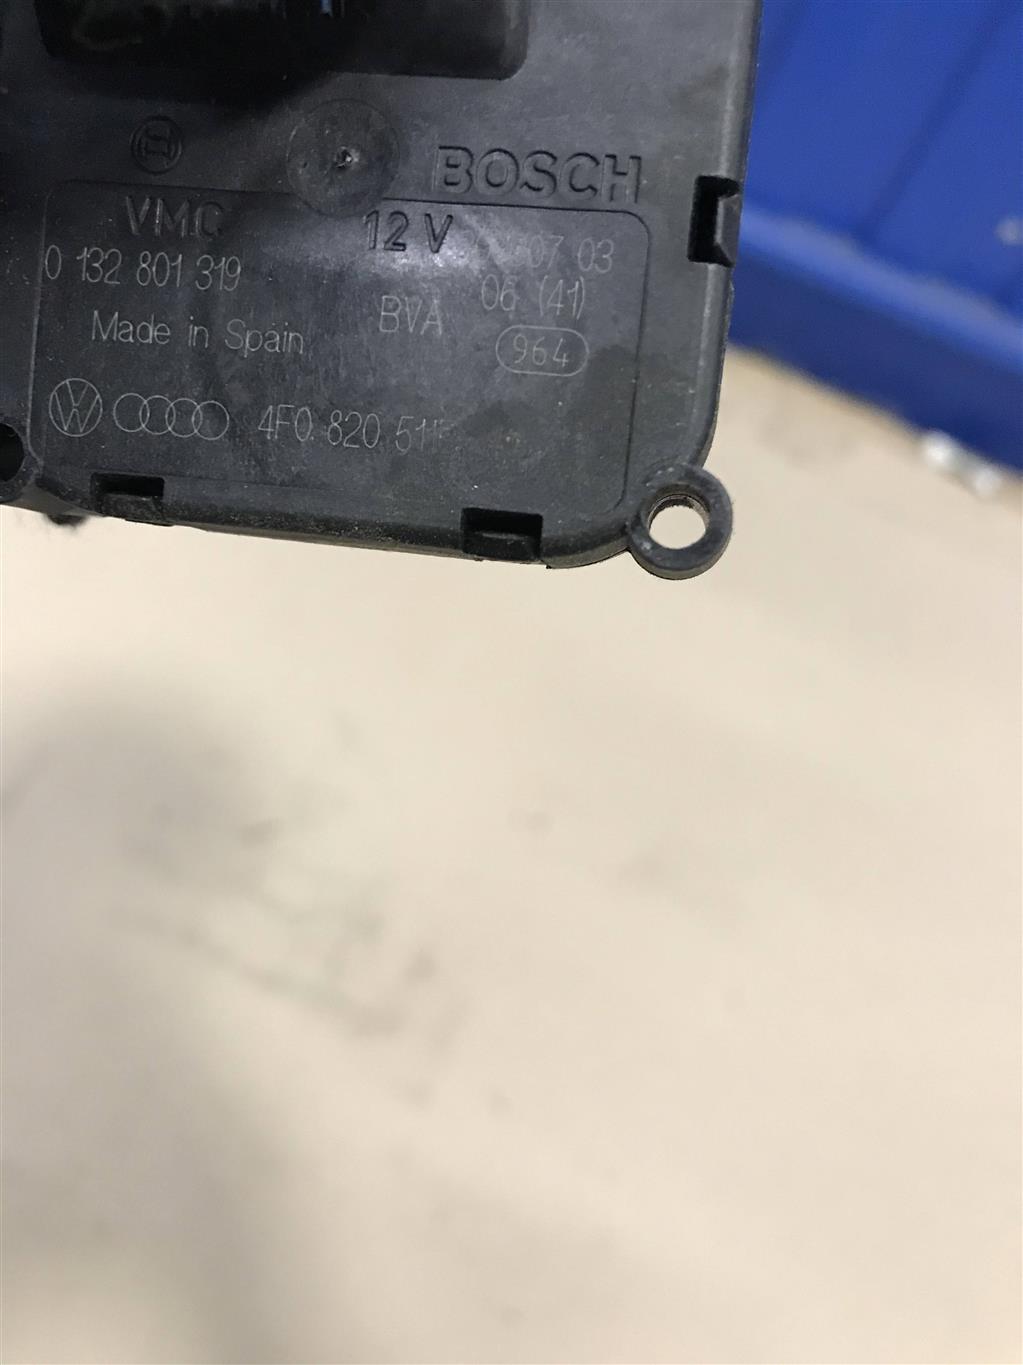 BOSCH
VMC 12 V 07 03
0 132 801 319 06 (41)
Made in Spain BVA 964
4F0 820 511